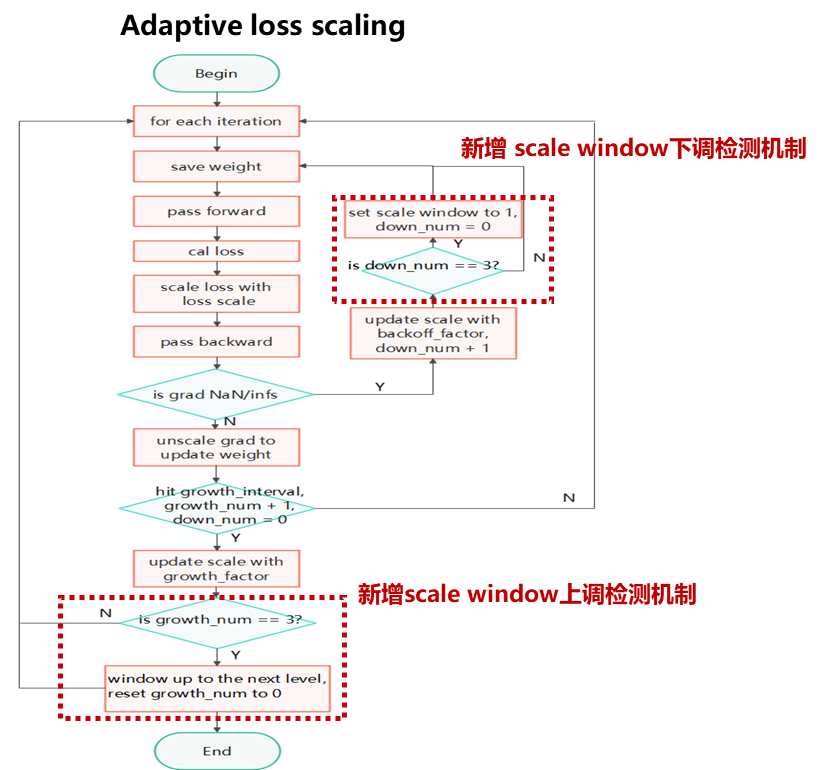 Adaptive loss scaling
Begin
for each iteration
新增 scale window下调检测机制
save weight
pass forward
set scale window to 1,
down_num = 0
Y
N
cal loss
is down_num == 3?
scale loss with
loss scale
update scale with
backoff_factor,
down_num + 1
pass backward
Y
is grad NaN/infs
N
unscale grad to
update weight
hit growth_interval,
growth_num + 1,
down_num = 0
N
Y
update scale with
growth_factor
新增scale window上调检测机制
N
is growth_num == 3?
Y
window up to the next level,
reset growth_num to 0
End